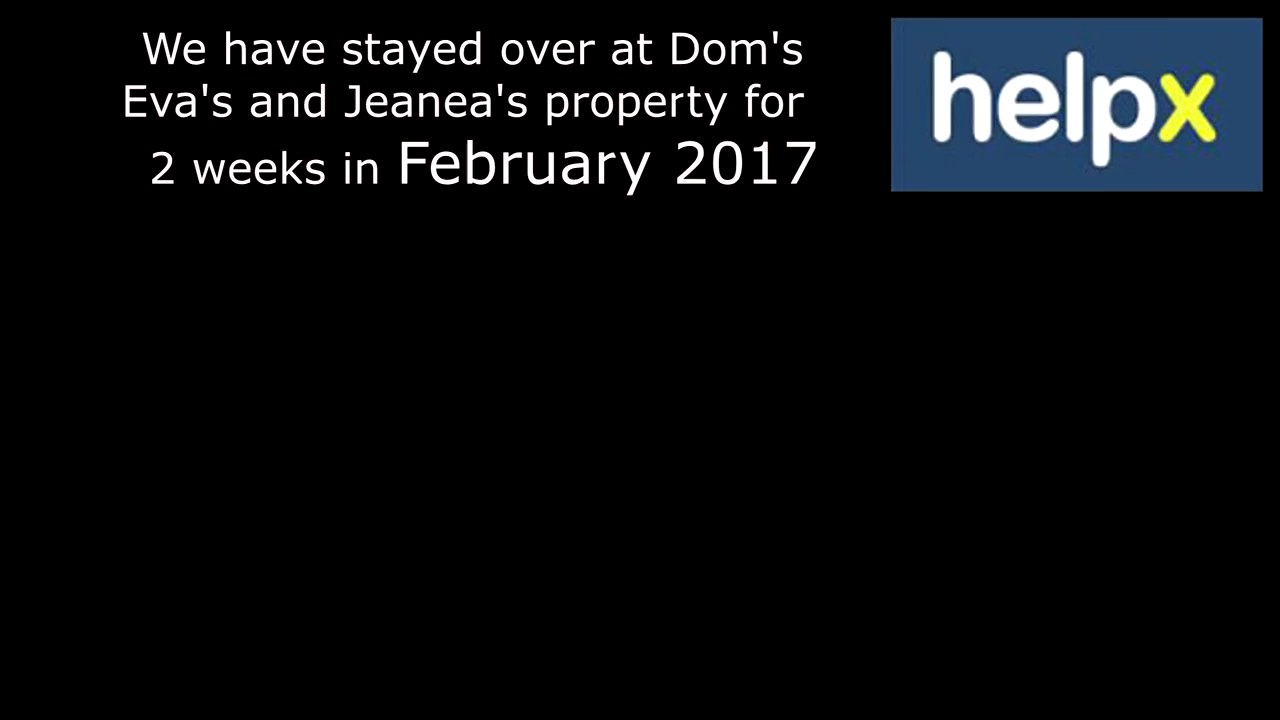 We have stayed over at Dom's
Eva's and Jeanea's property for
2 weeks in February 2017
helpx